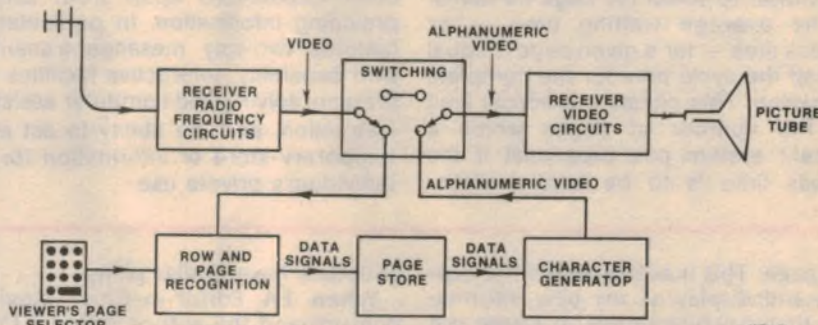 VIDEO
ALPHANUMERIC
VIDEO
SWITCHING
RECEIVER
RADIO
FREQUENCY
CIRCUITS
RECEIVER
VIDEO
CIRCUITS
PICTURE
TUBE
ALPHANUMERIC VIDEO
ROW AND
PAGE
RECOGNITION
DATA
SIGNALS
PAGE
STORE
DATA
SIGNALS
CHARACTER
GENERATOR
VIEWER'S PAGE
SELECTOR